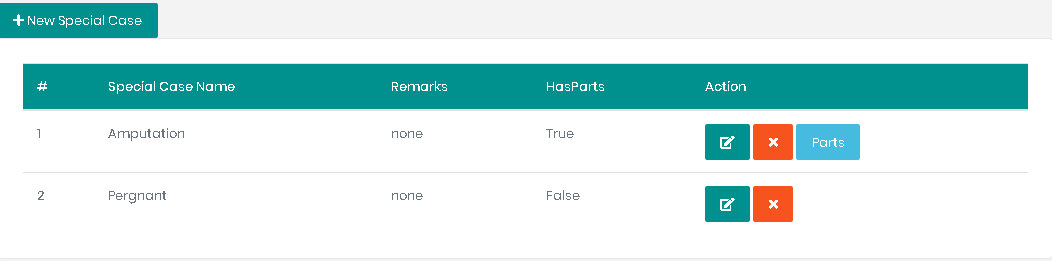 New Special Case
# Special Case Name Remarks HasParts Action
1 Amputation none True Parts
2 Pergnant none False